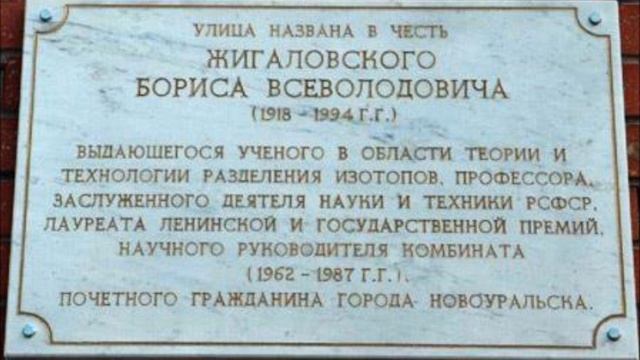 УЛИЦА НАЗВАНА В ЧЕСТЬ
ЖИГАЛОВСКОГО
БОРИСА ВСЕВОЛОДОВИЧА
(1918 - 1994 Г.Г.)
ВЫДАЮЩЕГОСЯ УЧЕНОГО В ОБЛАСТИ ТЕОРИИ И
ТЕХНОЛОГИИ РАЗДЕЛЕНИЯ ИЗОТОПОВ, ПРОФЕССОРА,
ЗАСЛУЖЕННОГО ДЕЯТЕЛЯ НАУКИ И ТЕХНИКИ РСФСР,
ЛАУРЕАТА ЛЕНИНСКОЙ И ГОСУДАРСТВЕННОЙ ПРЕМИЙ,
НАУЧНОГО РУКОВОДИТЕЛЯ КОМБИНАТА
(1962 - 1987 Г.Г.),
ПОЧЕТНОГО ГРАЖДАНИНА ГОРОДА НОВОУРАЛЬСКА.